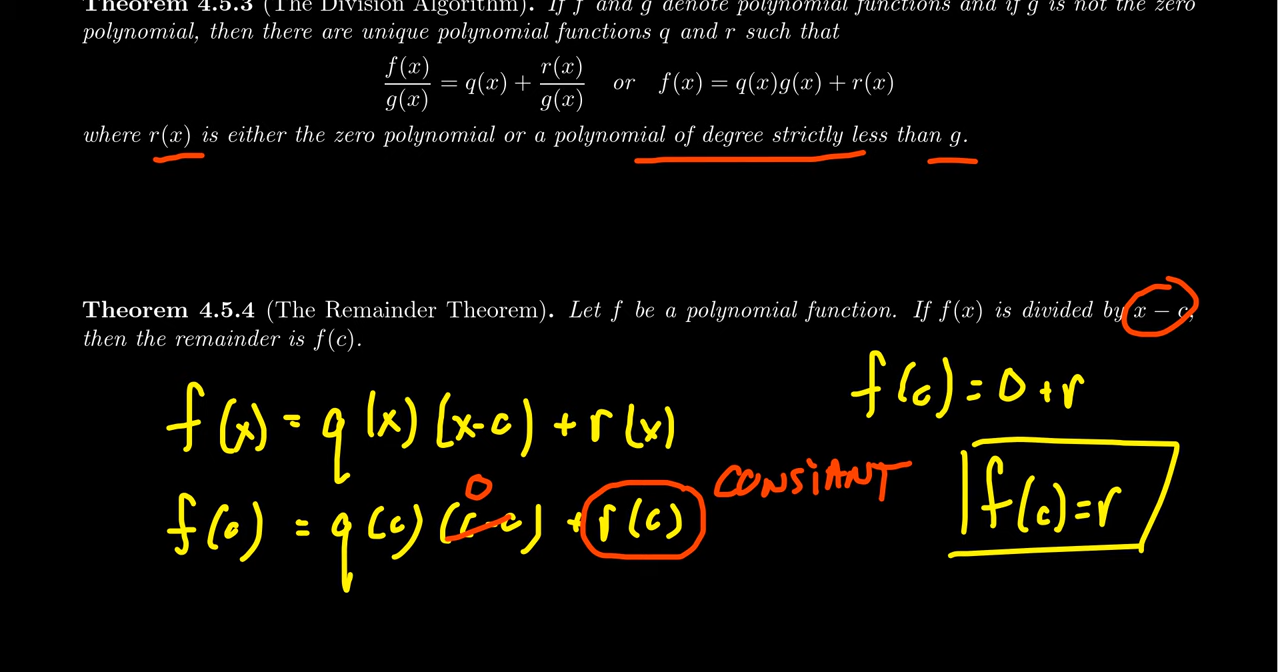 Theorem 4.5.3 (The Division Algorithm). If f and g denote polynomial functions and if g is not the zero
polynomial, then there are unique polynomial functions q and r such that
f(x)/g(x) = q(x) + r(x)/g(x) or f(x) = q(x)g(x) + r(x)
where r(x) is either the zero polynomial or a polynomial of degree strictly less than g.
Theorem 4.5.4 (The Remainder Theorem). Let f be a polynomial function. If f(x) is divided by x − c,
then the remainder is f(c).
f(x) = q(x)(x-c) + r(x)
f(c) = 0 + r
0
CONSTANT
f(c) = q(c)(c-c) + r(c)
f(c) = r